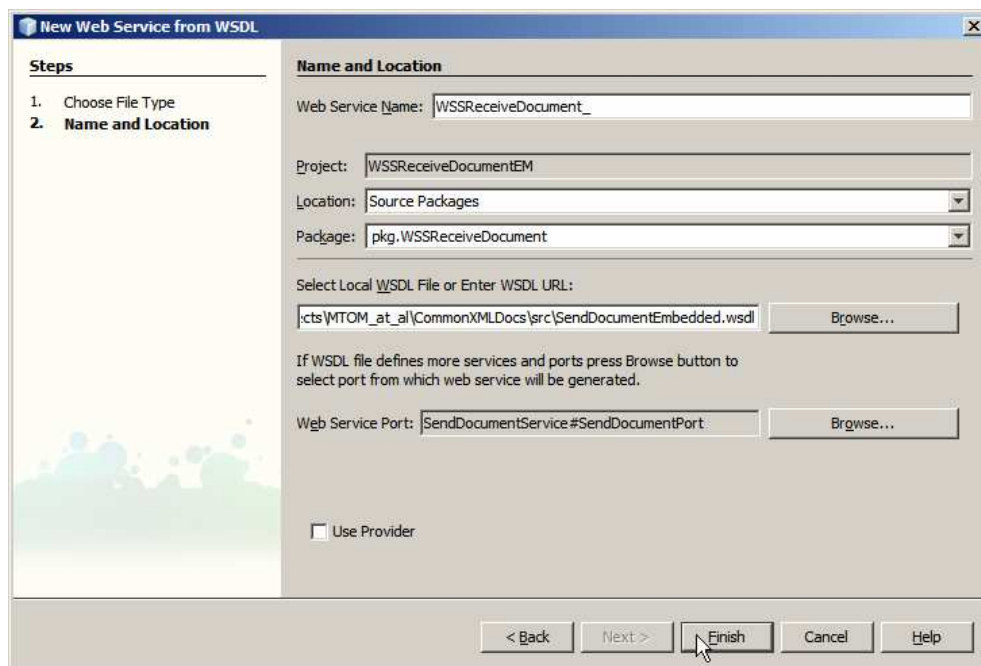 New Web Service from WSDL
Steps
1. Choose File Type
2. Name and Location
Name and Location
Web Service Name: WSSReceiveDocument_
Project: WSSReceiveDocumentEM
Location: Source Packages
Package: pkg.WSSReceiveDocument
Select Local WSDL File or Enter WSDL URL:
:cts\MTOM_at_al\CommonXMLDocs\src\SendDocumentEmbedded.wsdl Browse...
If WSDL file defines more services and ports press Browse button to
select port from which web service will be generated.
Web Service Port: SendDocumentService#SendDocumentPort Browse...
Use Provider
< Back Next > Finish Cancel Help